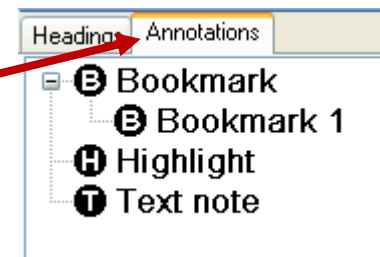 Headings Annotations
B Bookmark
B Bookmark 1
H Highlight
T Text note